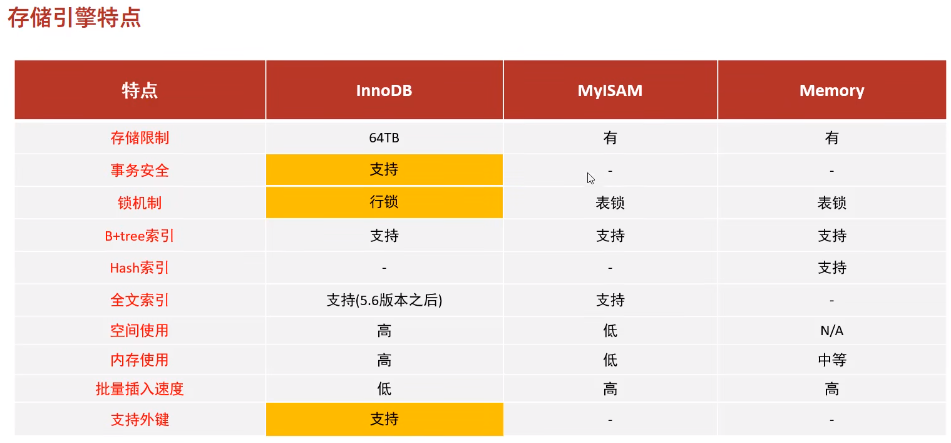 存储引擎特点
特点 InnoDB MyISAM Memory
存储限制 64TB 有 有
事务安全 支持 - -
锁机制 行锁 表锁 表锁
B+tree索引 支持 支持 支持
Hash索引 - - 支持
全文索引 支持(5.6版本之后) 支持 -
空间使用 高 低 N/A
内存使用 高 低 中等
批量插入速度 低 高 高
支持外键 支持 - -